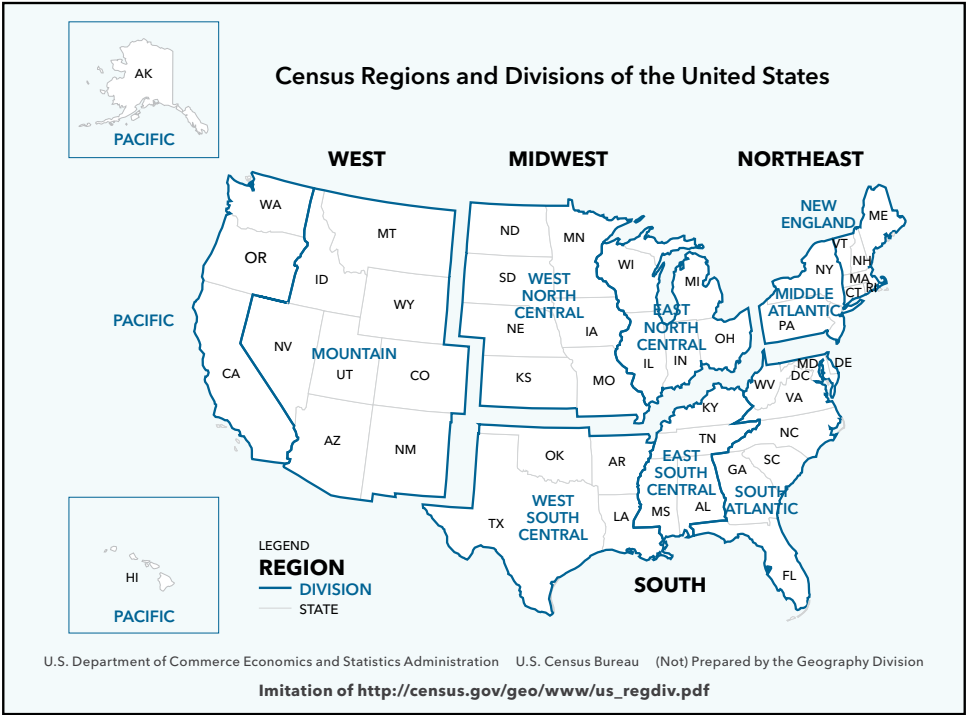 AK
PACIFIC
Census Regions and Divisions of the United States
WEST
MIDWEST
NORTHEAST
NEW
ENGLAND
ME
WA
MT
ND
MN
VT
NH
OR
ID
SD
WI
MI
NY
MA
CT
RI
WEST
NORTH
CENTRAL
MIDDLE
ATLANTIC
WY
PACIFIC
EAST
NORTH
CENTRAL
NE
IA
PA
NV
MOUNTAIN
OH
IL
IN
MD
DE
DC
CA
UT
CO
KS
MO
WV
VA
KY
AZ
NM
TN
NC
OK
AR
EAST
SOUTH
CENTRAL
GA
SC
SOUTH
ATLANTIC
WEST
SOUTH
CENTRAL
TX
LA
MS
AL
HI
PACIFIC
LEGEND
REGION
DIVISION
STATE
SOUTH
FL
U.S. Department of Commerce Economics and Statistics Administration U.S. Census Bureau (Not) Prepared by the Geography Division
Imitation of http://census.gov/geo/www/us_regdiv.pdf